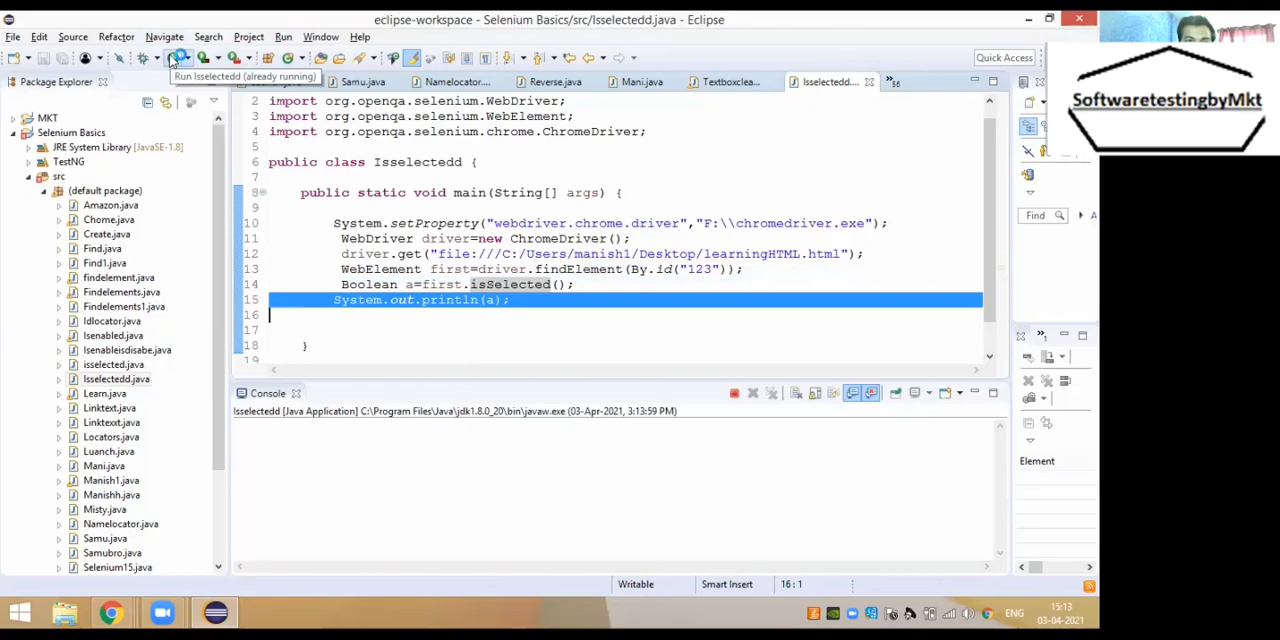 eclipse-workspace - Selenium Basics/src/Isselectedd.java - Eclipse
File Edit Source Refactor Navigate Search Project Run Window Help
Quick Access
Run Isselectedd (already running)
Package Explorer
Samu.java
Namelocator....
Reverse.java
Mani.java
Textboxclea...
Isselectedd....
»56
SoftwaretestingbyMkt
MKT
Selenium Basics
JRE System Library [JavaSE-1.8]
TestNG
src
(default package)
Amazon.java
Chome.java
Create.java
Find.java
Find1.java
findelement.java
Findelements.java
Findelements1.java
Idlocator.java
Isenabled.java
Isenableisdisabe.java
isselected.java
Isselectedd.java
Learn.java
Linktext.java
Linktexxt.java
Locators.java
Luanch.java
Mani.java
Manish1.java
Manishh.java
Misty.java
Namelocator.java
Samu.java
Samubro.java
Selenium15.java
2 import org.openqa.selenium.WebDriver;
3 import org.openqa.selenium.WebElement;
4 import org.openqa.selenium.chrome.ChromeDriver;
5
6 public class Isselectedd {
7
8 public static void main(String[] args) {
9
10 System.setProperty("webdriver.chrome.driver","F:\\chromedriver.exe");
11 WebDriver driver=new ChromeDriver();
12 driver.get("file:///C:/Users/manish1/Desktop/learningHTML.html");
13 WebElement first=driver.findElement(By.id("123"));
14 Boolean a=first.isSelected();
15 System.out.println(a);
16
17
18 }
19
Console
Isselectedd [Java Application] C:\Program Files\Java\jdk1.8.0_20\bin\javaw.exe (03-Apr-2021, 3:13:59 PM)
Find
A
»1
Element
Writable
Smart Insert
16 : 1
ENG
15:13
03-04-2021